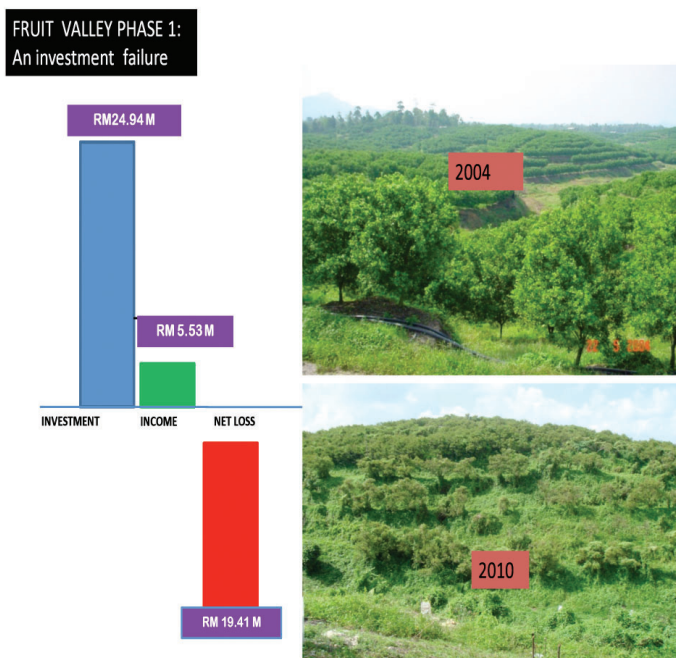 FRUIT VALLEY PHASE 1:
An investment failure
RM24.94 M
RM 5.53 M
INVESTMENT
INCOME
NET LOSS
RM 19.41 M
2004
2010